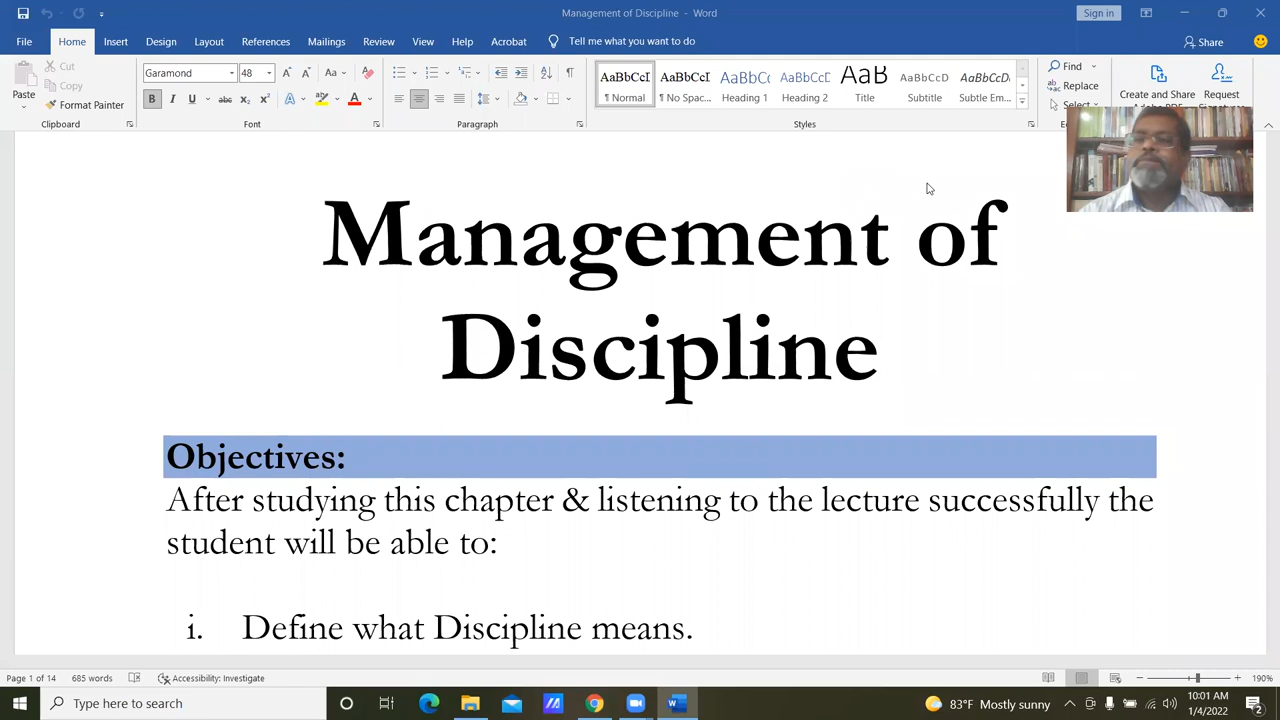 Management of Discipline - Word
Sign in
File Home Insert Design Layout References Mailings Review View Help Acrobat Tell me what you want to do Share
Paste
Cut
Copy
Format Painter
Clipboard
Garamond 48
Font
Paragraph
AaBbCcI AaBbCcI AaBbCc AaBbCcI AaB AaBbCcD AaBbCcD
¶ Normal ¶ No Spac... Heading 1 Heading 2 Title Subtitle Subtle Em...
Styles
Find
Replace
Select
Create and Share
Request
Management of
Discipline
Objectives:
After studying this chapter & listening to the lecture successfully the
student will be able to:
i. Define what Discipline means.
Page 1 of 14 685 words Accessibility: Investigate 190%
Type here to search
83°F Mostly sunny
10:01 AM
1/4/2022
2